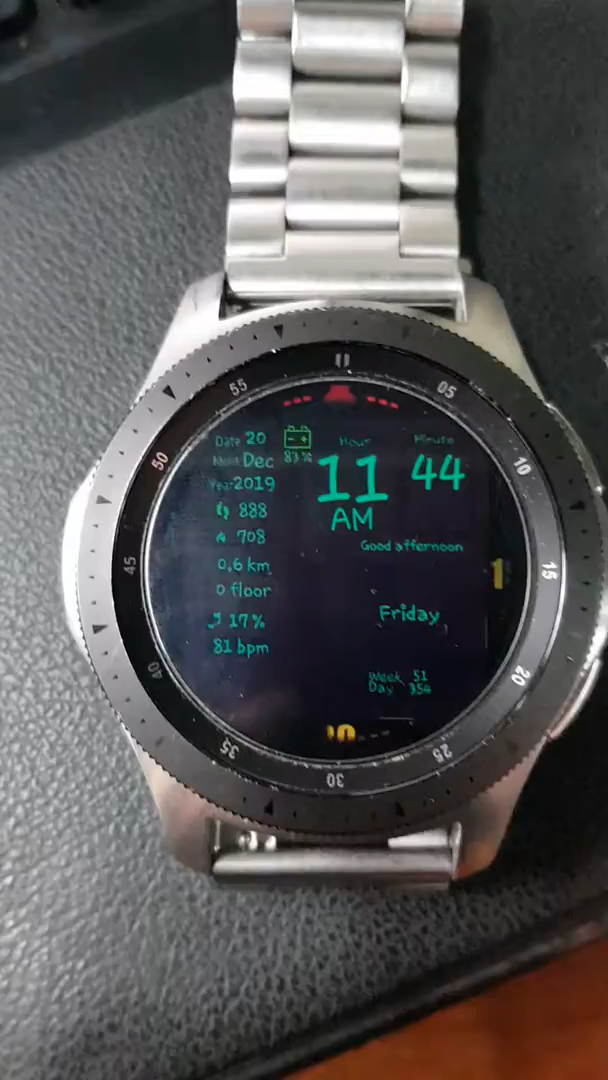 Date 20
Mont Dec
Year 2019
888
708
0,6 km
0 floor
17%
81 bpm
83%
Hour
11
AM
Minute
44
Good affernoon
Friday
Week 51
Day 354
05
10
15
20
25
30
35
40
45
50
55